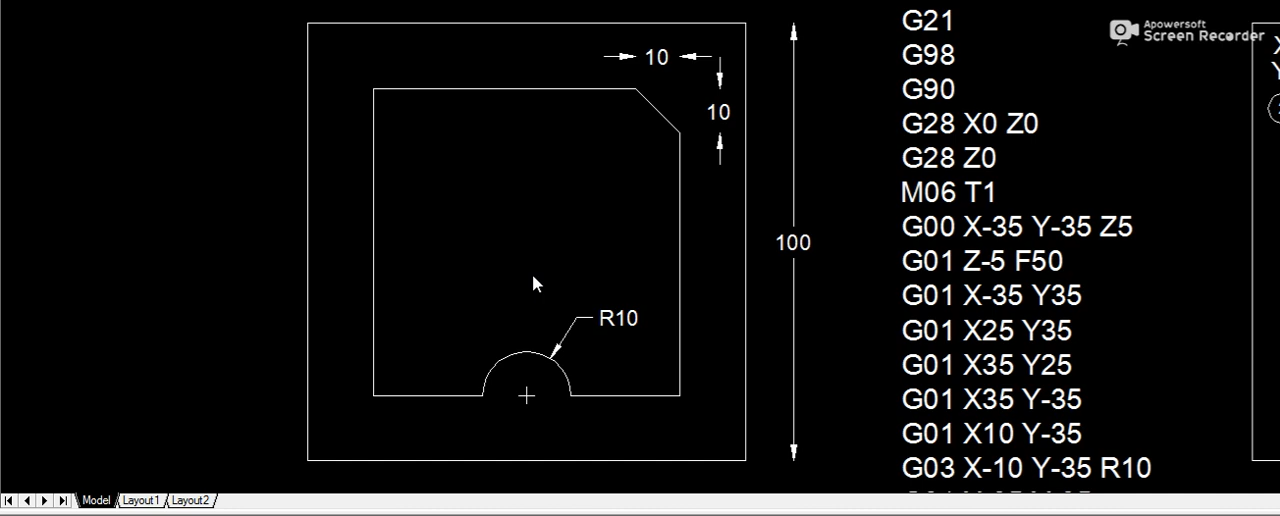 10
10
100
R10
G21
G98
G90
G28 X0 Z0
G28 Z0
M06 T1
G00 X-35 Y-35 Z5
G01 Z-5 F50
G01 X-35 Y35
G01 X25 Y35
G01 X35 Y25
G01 X35 Y-35
G01 X10 Y-35
G03 X-10 Y-35 R10
Apowersoft
Screen Recorder
Model Layout1 Layout2